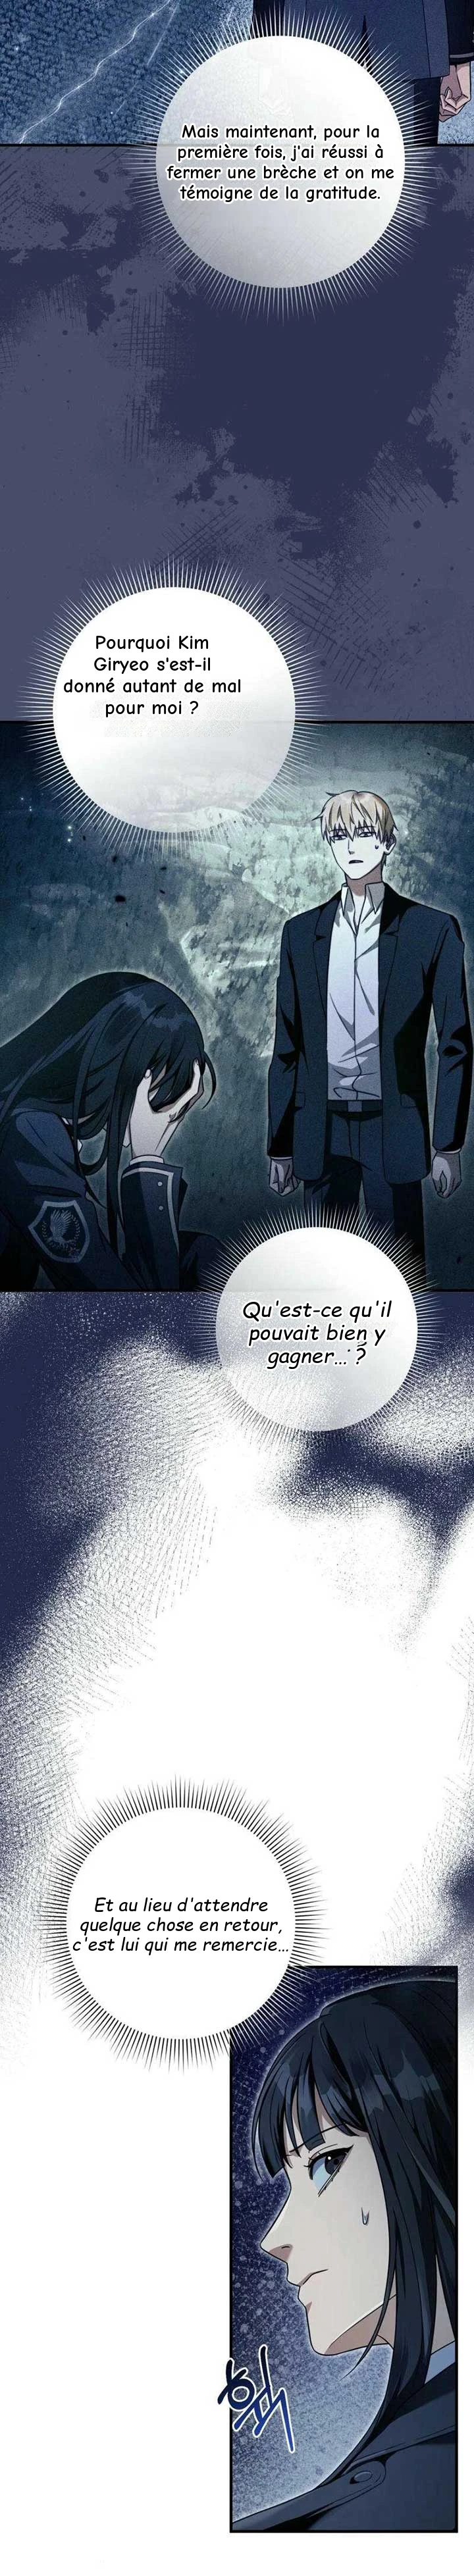 Mais maintenant, pour la
première fois, j'ai réussi à
fermer une brèche et on me
témoigne de la gratitude.
Pourquoi Kim
Giryeo s'est-il
donné autant de mal
pour moi ?
Qu'est-ce qu'il
pouvait bien y
gagner... ?
Et au lieu d'attendre
quelque chose en retour,
c'est lui qui me remercie...